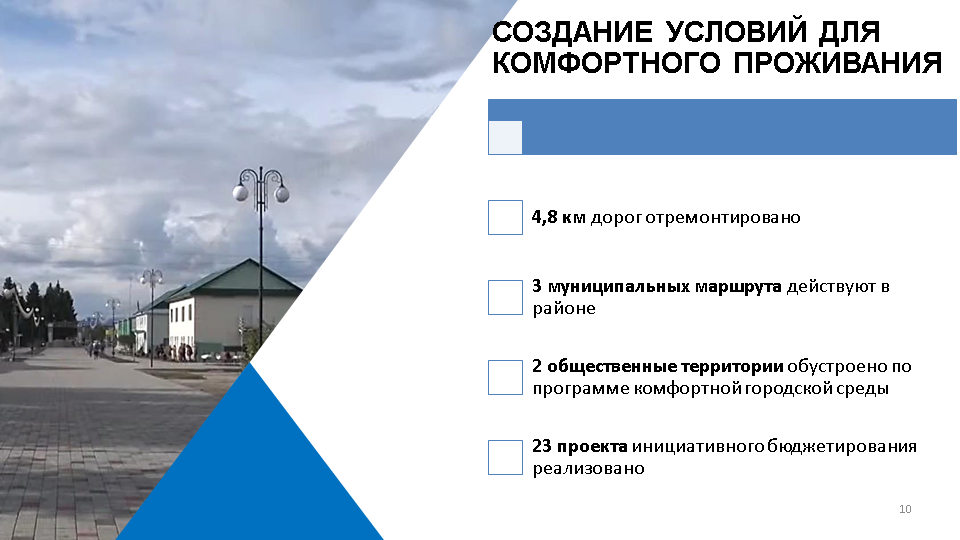 СОЗДАНИЕ УСЛОВИЙ ДЛЯ
КОМФОРТНОГО ПРОЖИВАНИЯ
4,8 км дорог отремонтировано
3 муниципальных маршрута действуют в
районе
2 общественные территории обустроено по
программе комфортной городской среды
23 проекта инициативного бюджетирования
реализовано
10